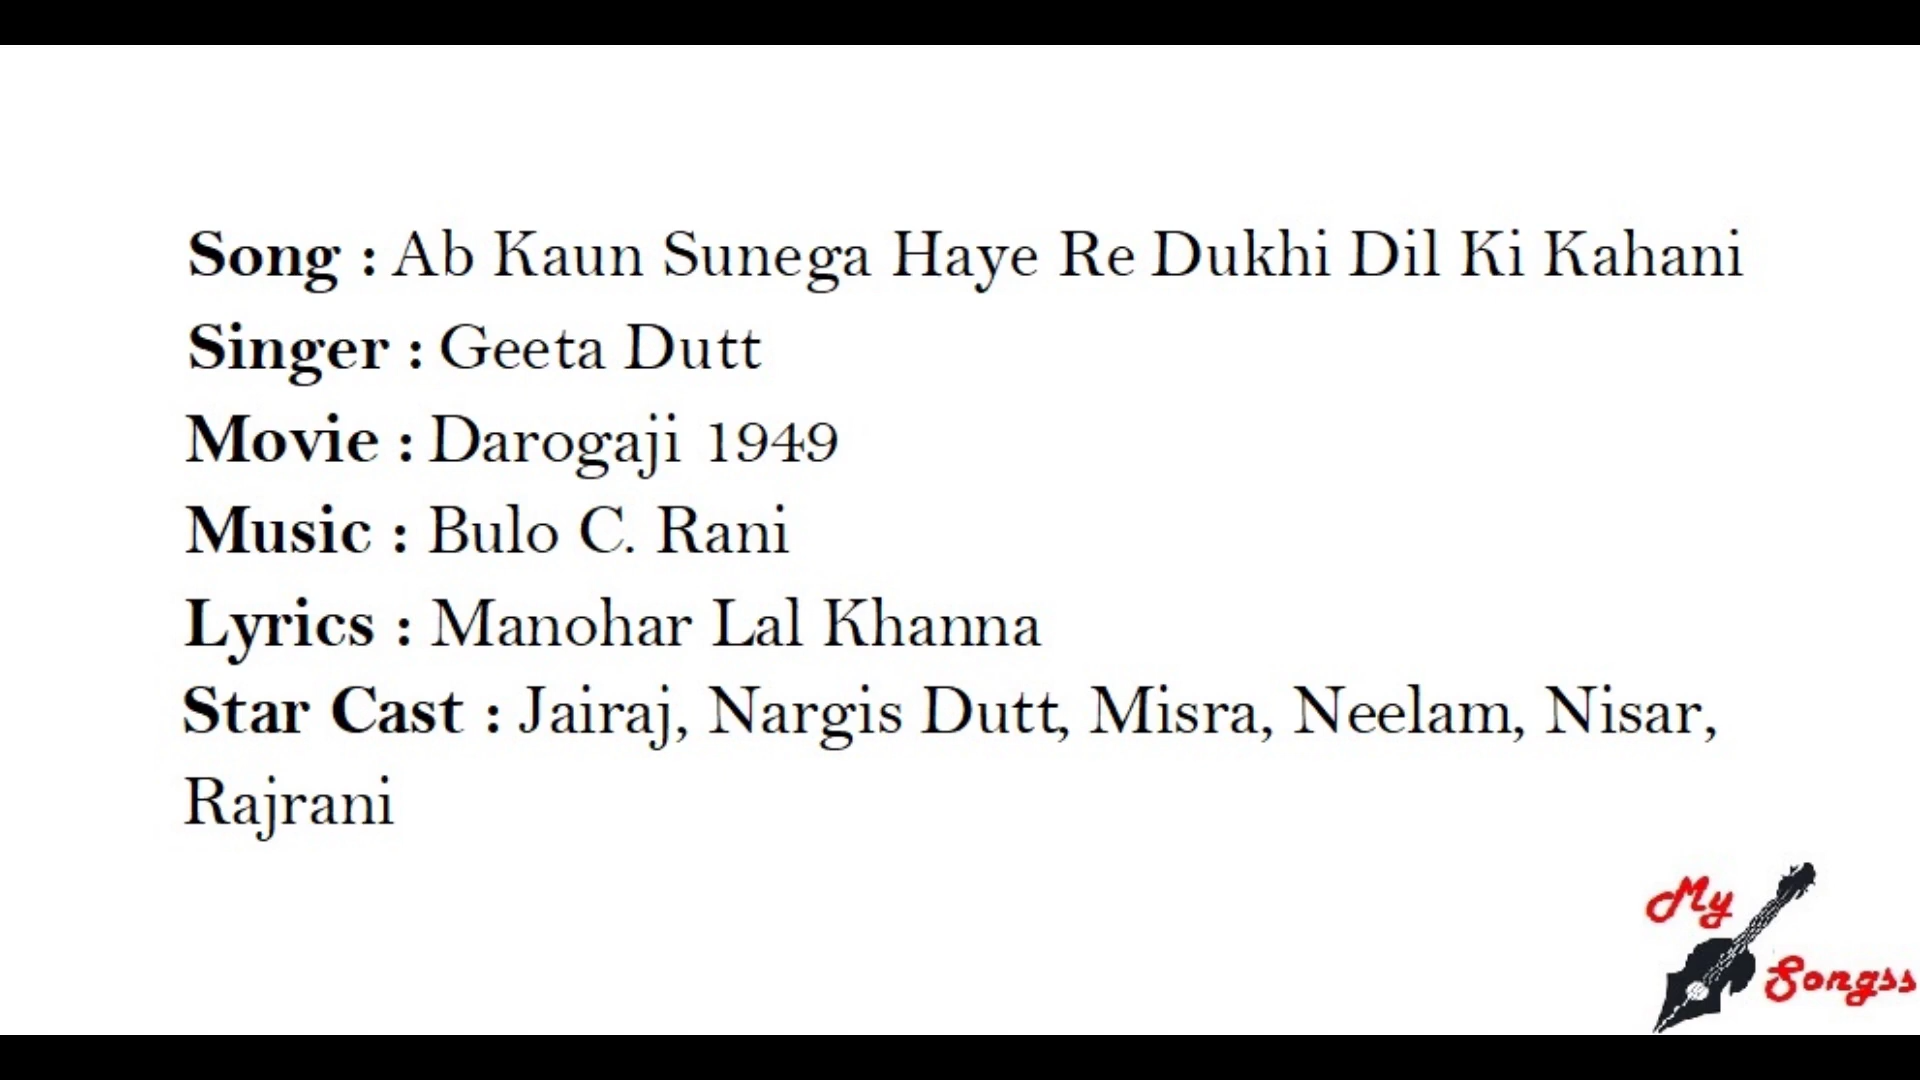 Song : Ab Kaun Sunega Haye Re Dukhi Dil Ki Kahani
Singer : Geeta Dutt
Movie : Darogaji 1949
Music : Bulo C. Rani
Lyrics : Manohar Lal Khanna
Star Cast : Jairaj, Nargis Dutt, Misra, Neelam, Nisar,
Rajrani
My
Songss